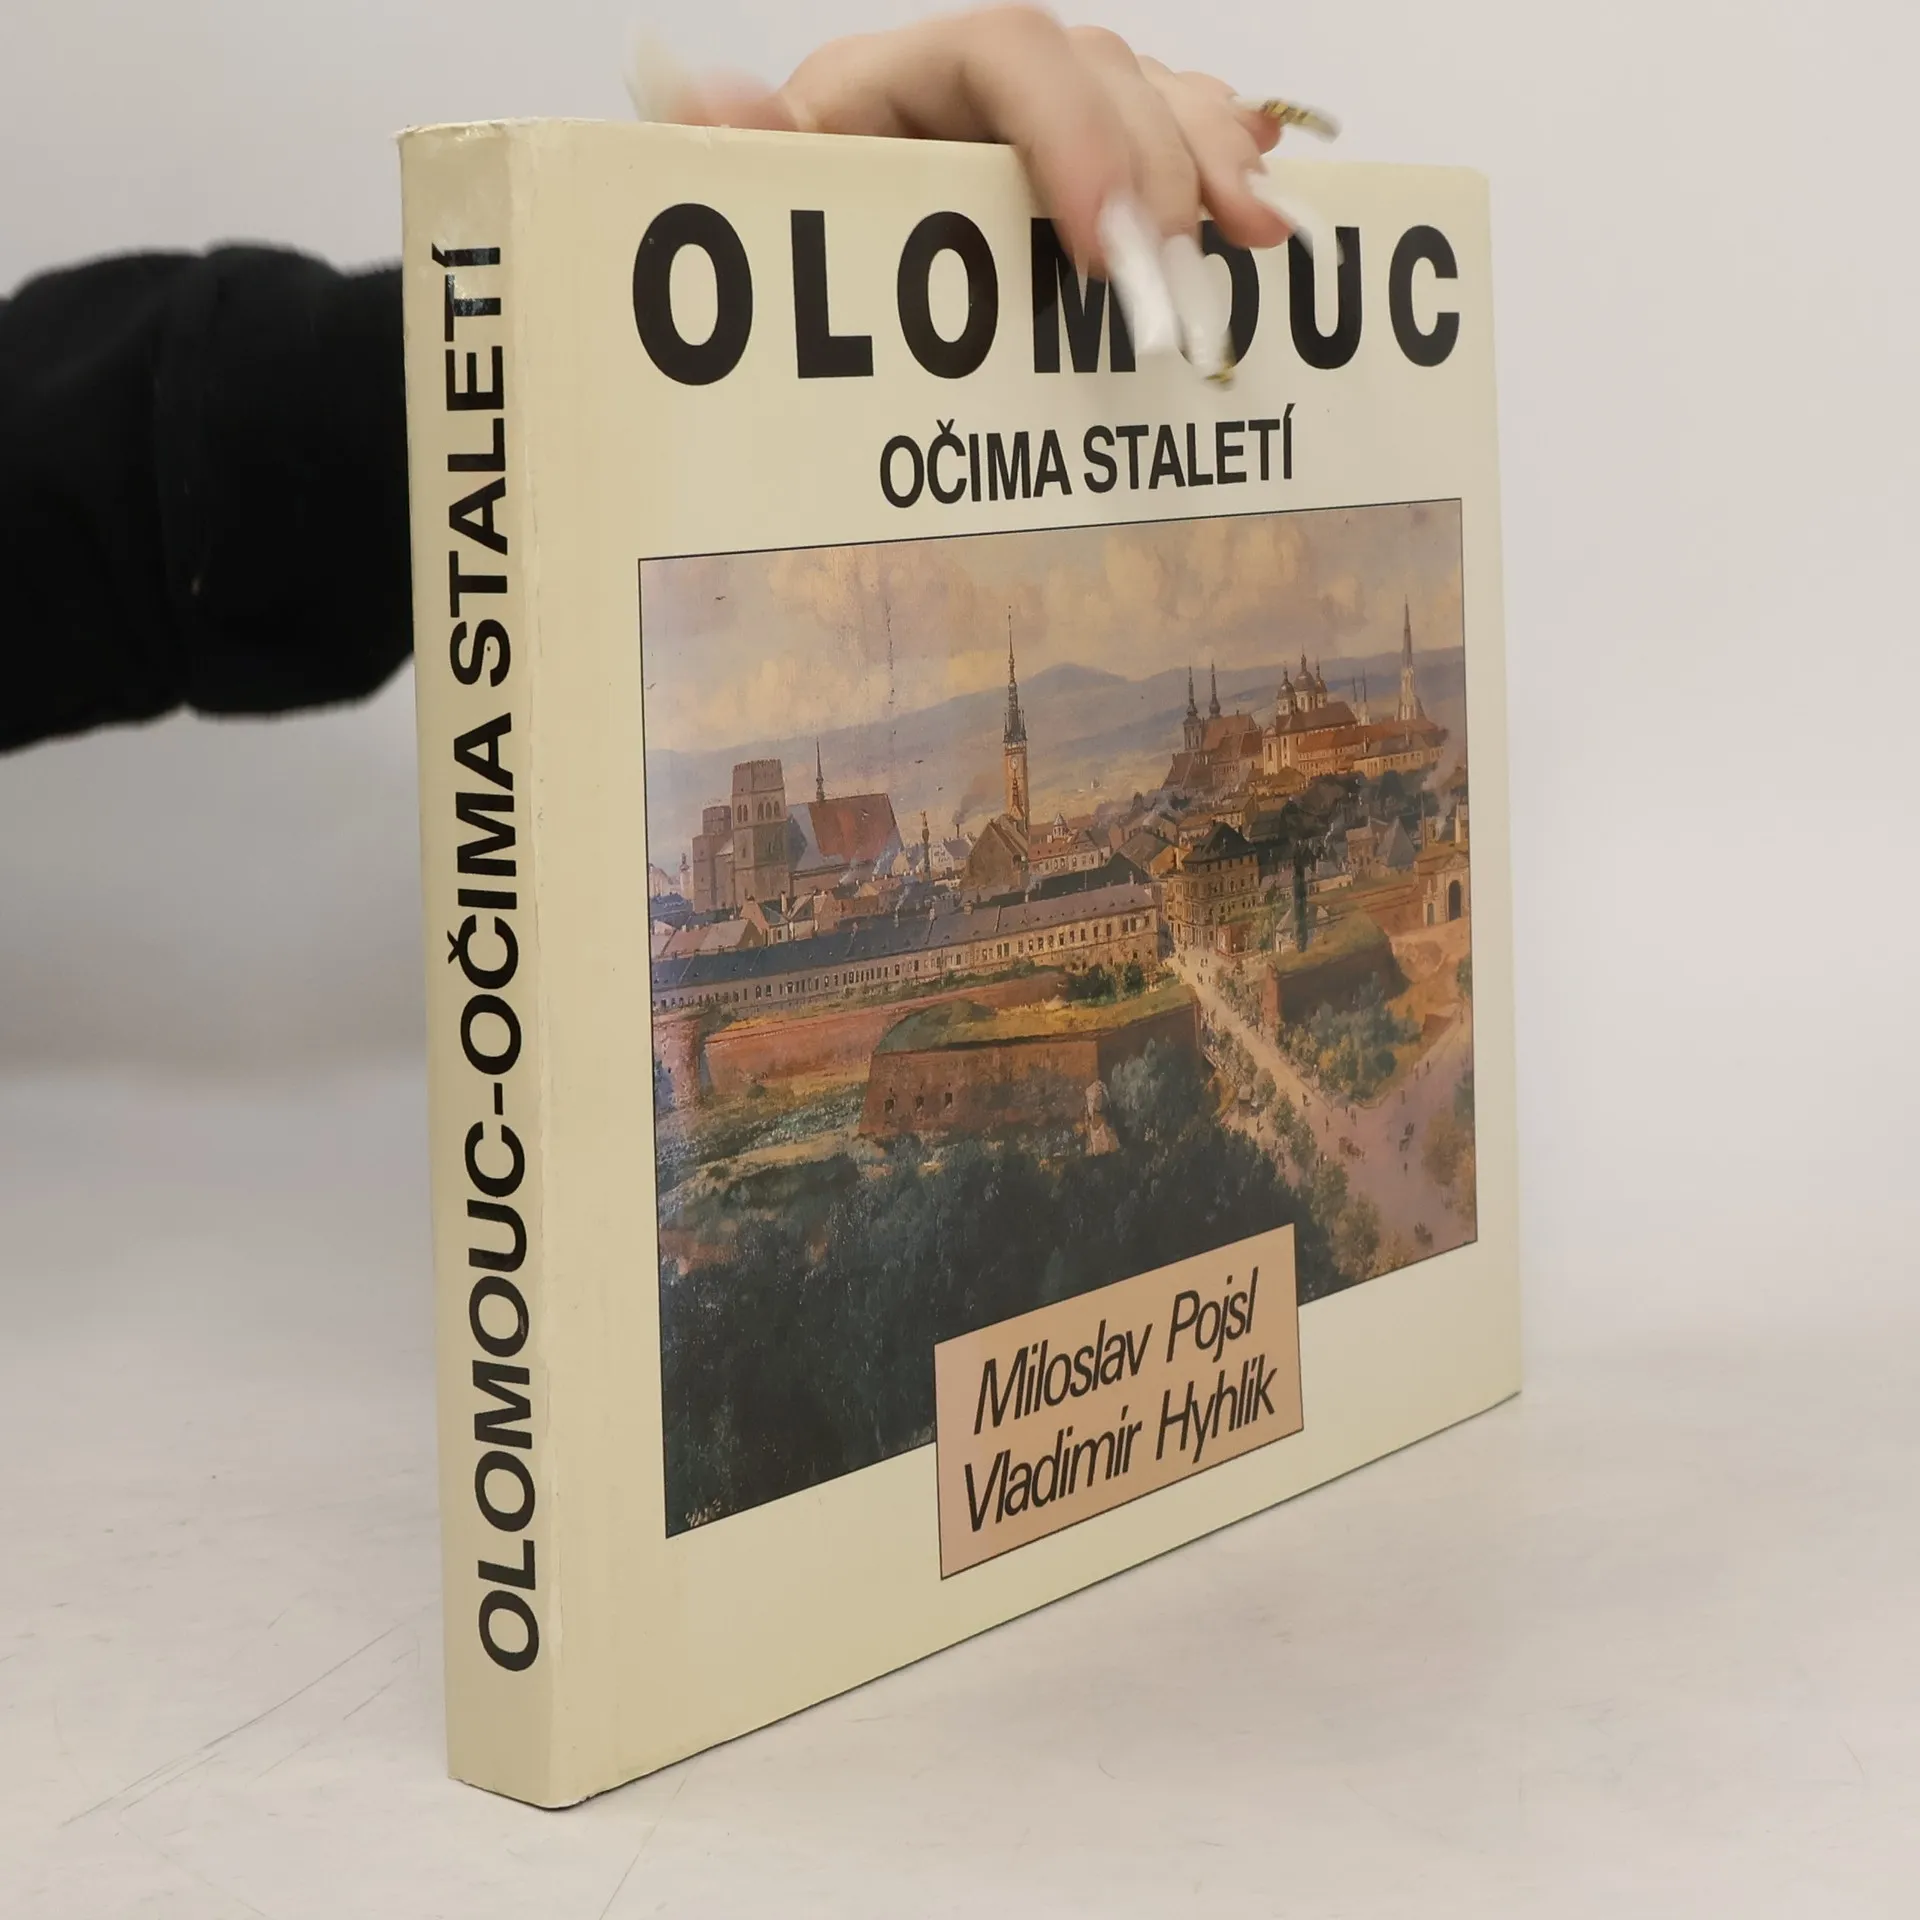 OLOMOUC-OČIMA STALETÍ
OLOMOUC
OČIMA STALETÍ
Miloslav Pojsl
Vladimír Hyhlík